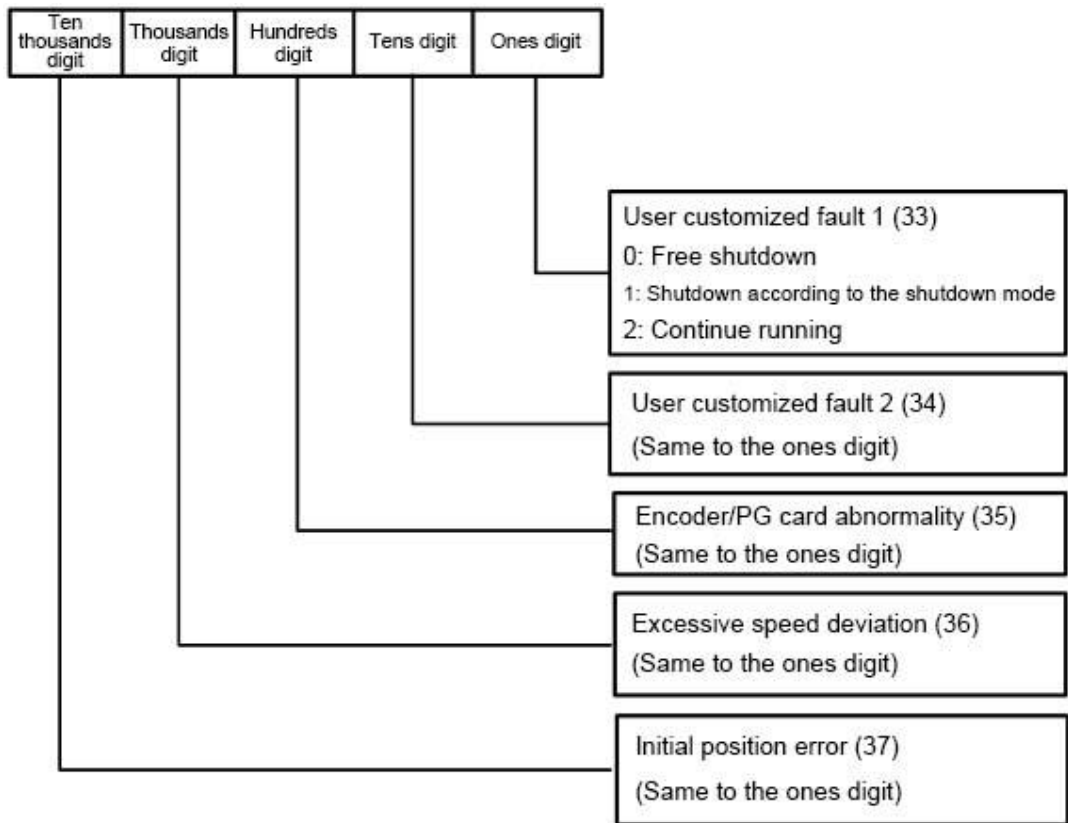 Ten
thousands
digit
Thousands
digit
Hundreds
digit
Tens digit
Ones digit
User customized fault 1 (33)
0: Free shutdown
1: Shutdown according to the shutdown mode
2: Continue running
User customized fault 2 (34)
(Same to the ones digit)
Encoder/PG card abnormality (35)
(Same to the ones digit)
Excessive speed deviation (36)
(Same to the ones digit)
Initial position error (37)
(Same to the ones digit)